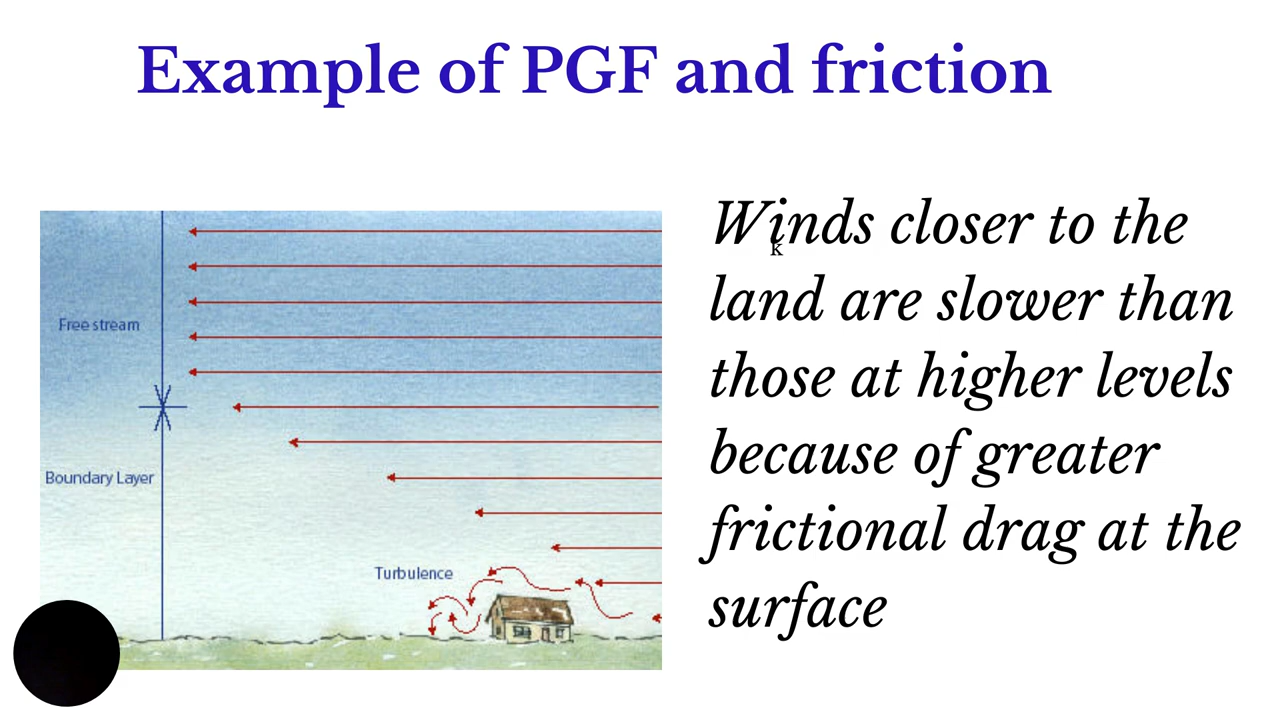 Example of PGF and friction
Free stream
Boundary Layer
Turbulence
Winds closer to the
k
land are slower than
those at higher levels
because of greater
frictional drag at the
surface